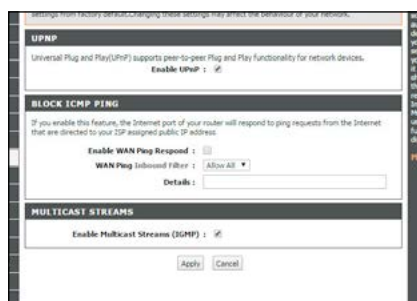 settings from factory default.Changing these settings may affect the behaviour of your network.
UPNP
Universal Plug and Play(UPnP) supports peer-to-peer Plug and Play functionality for network devices.
Enable UPnP :
BLOCK ICMP PING
If you enable this feature, the Internet port of your router will respond to ping requests from the Internet
that are directed to your ISP assigned public IP address
Enable WAN Ping Respond :
WAN Ping Inbound Filter : Allow All
Details :
MULTICAST STREAMS
Enable Multicast Streams (IGMP) :
Apply Cancel